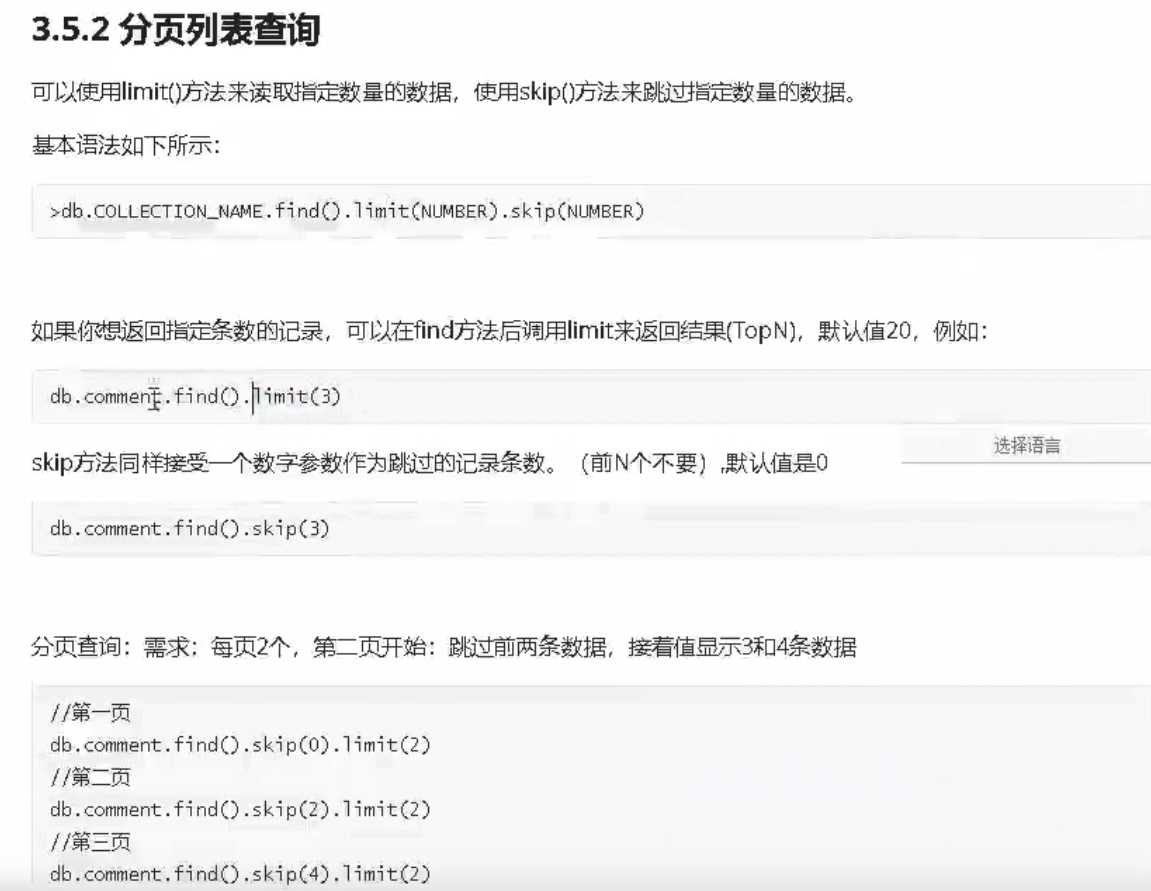 3.5.2 分页列表查询
可以使用limit()方法来读取指定数量的数据，使用skip()方法来跳过指定数量的数据。
基本语法如下所示：
>db.COLLECTION_NAME.find().limit(NUMBER).skip(NUMBER)
如果你想返回指定条数的记录，可以在find方法后调用limit来返回结果(TopN)，默认值20，例如：
db.comment.find().limit(3)
选择语言
skip方法同样接受一个数字参数作为跳过的记录条数。（前N个不要）,默认值是0
db.comment.find().skip(3)
分页查询：需求：每页2个，第二页开始：跳过前两条数据，接着值显示3和4条数据
//第一页
db.comment.find().skip(0).limit(2)
//第二页
db.comment.find().skip(2).limit(2)
//第三页
db.comment.find().skip(4).limit(2)